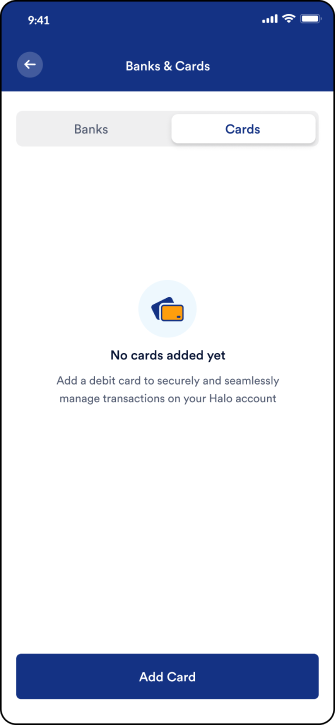 9:41
Banks & Cards
Banks
Cards
No cards added yet
Add a debit card to securely and seamlessly
manage transactions on your Halo account
Add Card